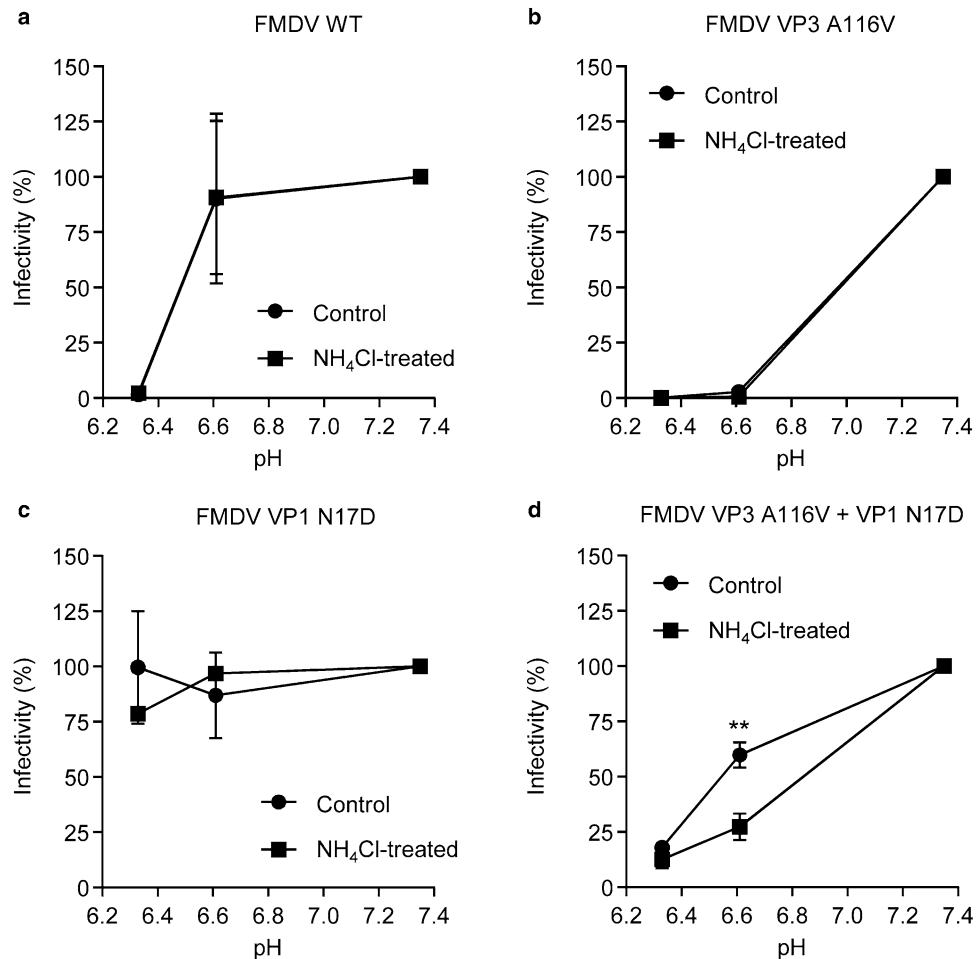 a
FMDV WT
150
125
100
75
50
25
0
Infectivity (%)
Control
NH₄Cl-treated
6.2 6.4 6.6 6.8 7.0 7.2 7.4
pH
b
FMDV VP3 A116V
150
125
100
75
50
25
0
Infectivity (%)
Control
NH₄Cl-treated
6.2 6.4 6.6 6.8 7.0 7.2 7.4
pH
c
FMDV VP1 N17D
150
125
100
75
50
25
0
Infectivity (%)
Control
NH₄Cl-treated
6.2 6.4 6.6 6.8 7.0 7.2 7.4
pH
d
FMDV VP3 A116V + VP1 N17D
150
125
100
75
50
25
0
Infectivity (%)
Control
NH₄Cl-treated
**
6.2 6.4 6.6 6.8 7.0 7.2 7.4
pH